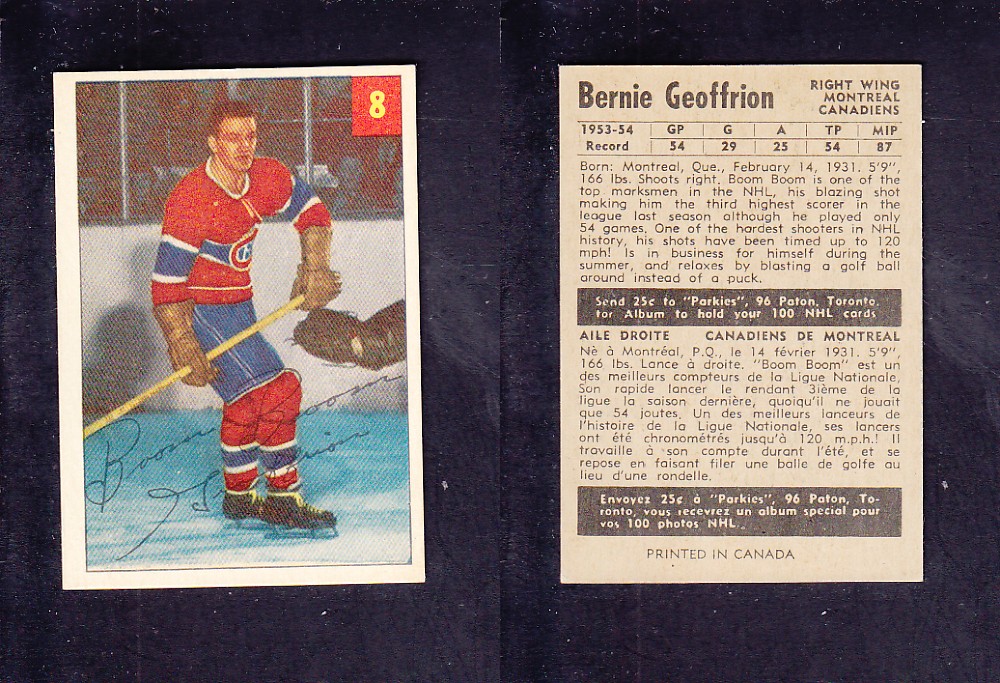 8
Boom Boom
Geoffrion
Bernie Geoffrion
RIGHT WING
MONTREAL
CANADIENS
1953-54 GP G A TP MIP
Record 54 29 25 54 87
Born: Montreal, Que., February 14, 1931. 5'9",
166 lbs. Shoots right. Boom Boom is one of the
top marksmen in the NHL, his blazing shot
making him the third highest scorer in the
league last season although he played only
54 games. One of the hardest shooters in NHL
history, his shots have been timed up to 120
mph! Is in business for himself during the
summer, and relaxes by blasting a golf ball
around instead of a puck.
Send 25c to "Parkies", 96 Paton, Toronto.
for Album to hold your 100 NHL cards
AILE DROITE CANADIENS DE MONTREAL
Nè à Montréal, P.Q., le 14 février 1931. 5'9",
166 lbs. Lance à droite. "Boom Boom" est un
des meilleurs compteurs de la Ligue Nationale,
Son rapide lancer le rendant 3ième de la
ligue la saison dernière, quoiqu'il ne jouait
que 54 joutes. Un des meilleurs lanceurs de
l'histoire de la Ligue Nationale, ses lancers
ont été chronométrés jusqu'à 120 m.p.h.! Il
travaille à son compte durant l'été, et se
repose en faisant filer une balle de golfe au
lieu d'une rondelle.
Envoyez 25c à "Parkies", 96 Paton, To-
ronto, vous recevrez un album special pour
vos 100 photos NHL.
PRINTED IN CANADA